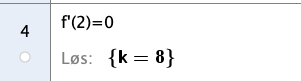 4
f'(2)=0
Løs: {k = 8}